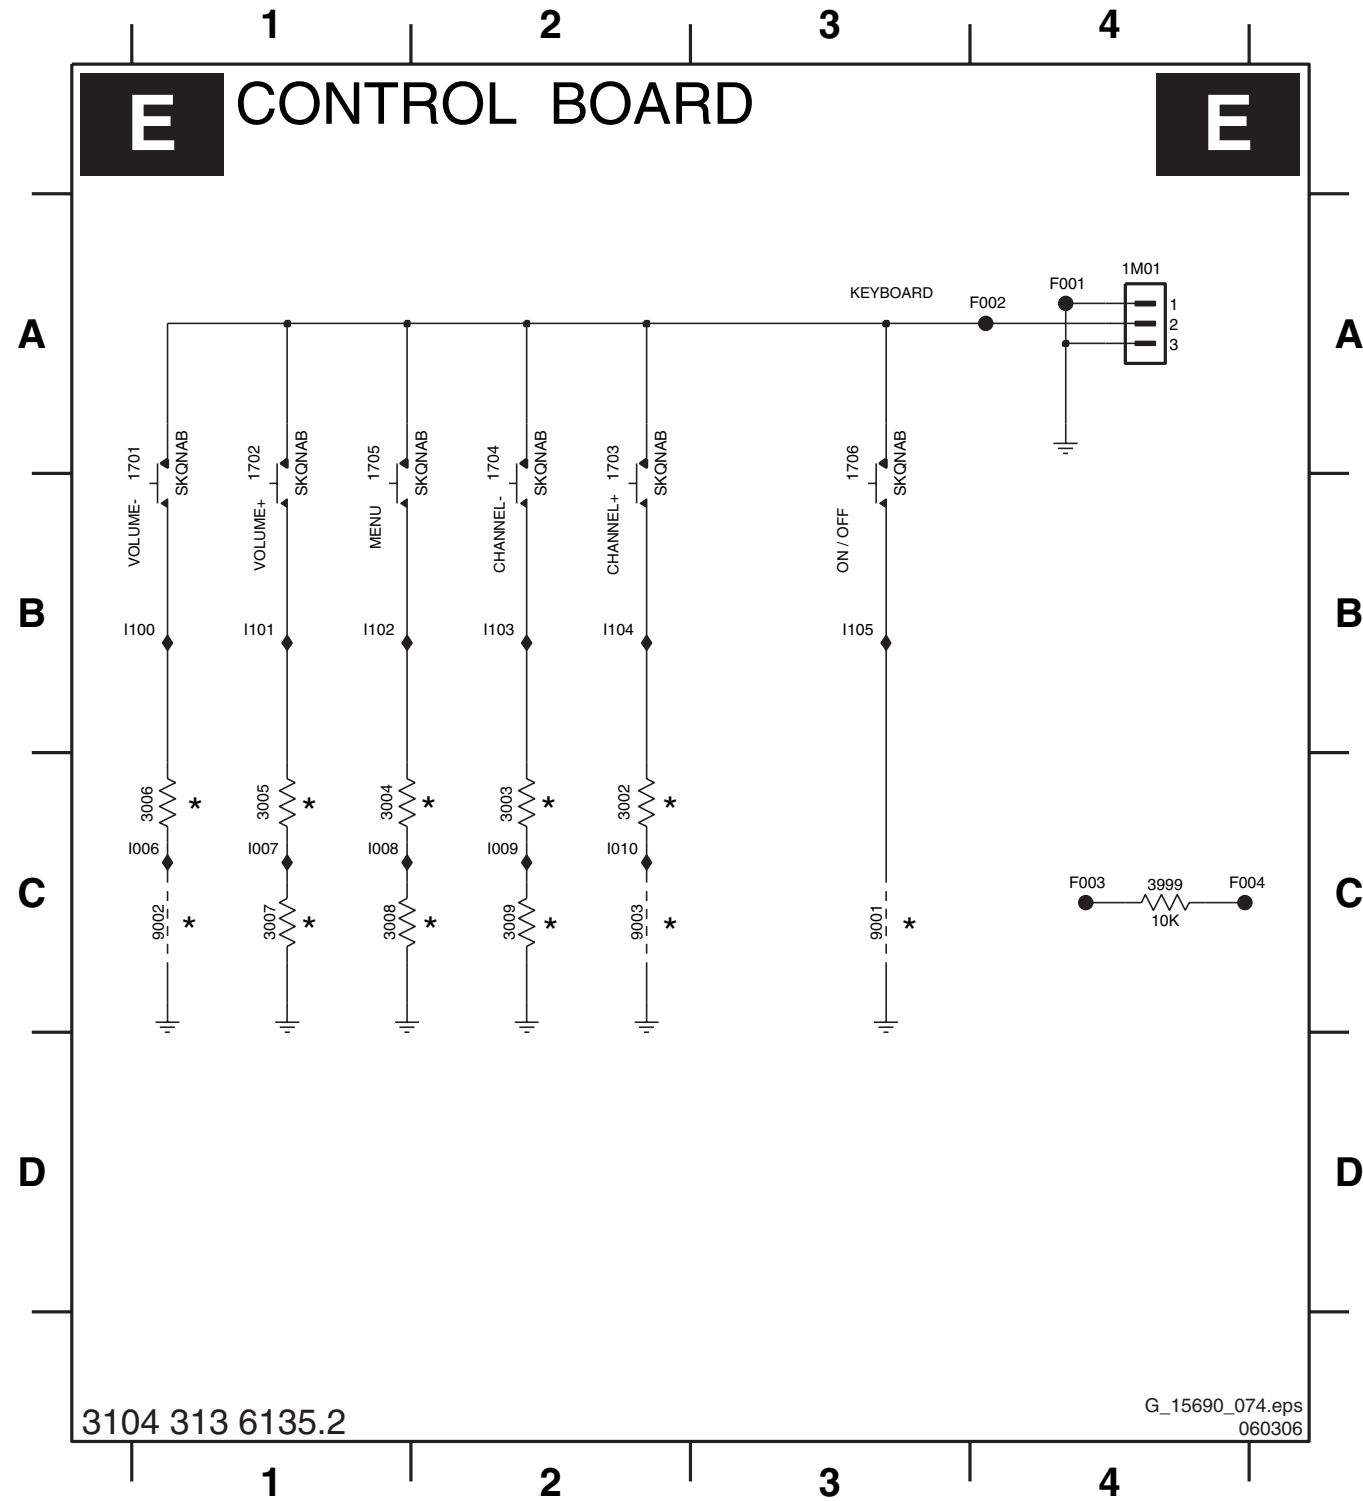 1 2 3 4
E CONTROL BOARD E
1M01
F001
KEYBOARD F002
1
2
3
A A
1701 SKQNAB VOLUME-
1702 SKQNAB VOLUME+
1705 SKQNAB MENU
1704 SKQNAB CHANNEL-
1703 SKQNAB CHANNEL+
1706 SKQNAB ON / OFF
B B
I100 I101 I102 I103 I104 I105
3006 * 3005 * 3004 * 3003 * 3002 *
I006 I007 I008 I009 I010
C C
F003 3999 F004
10K
9002 * 3007 * 3008 * 3009 * 9003 * 9001 *
D D
3104 313 6135.2
G_15690_074.eps
060306
1 2 3 4